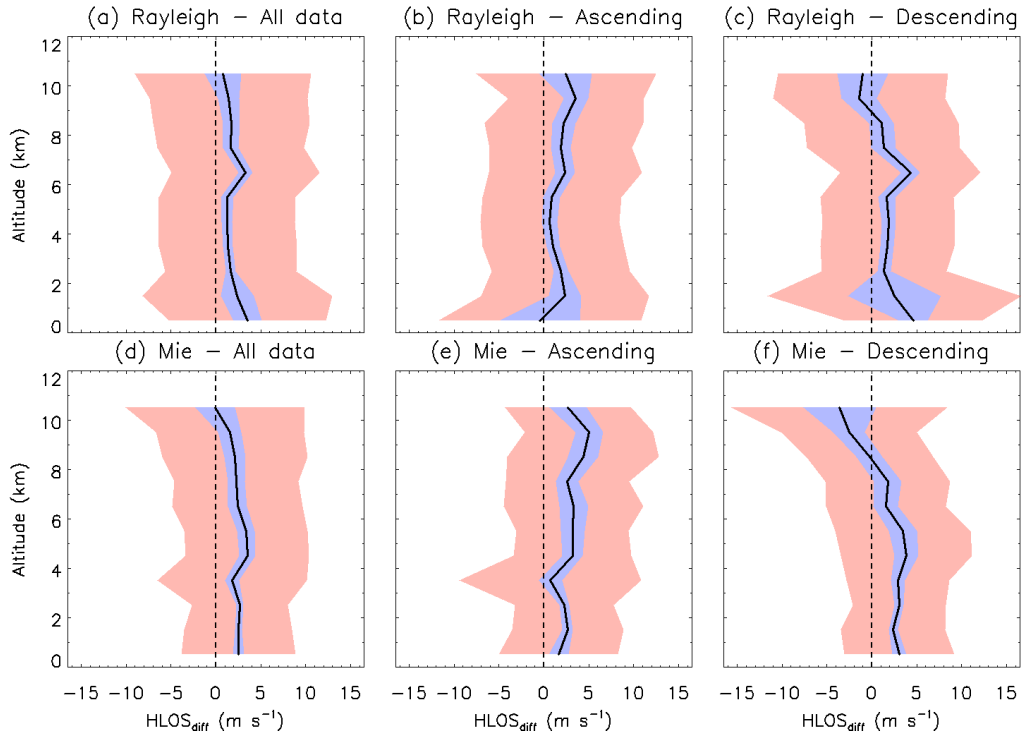 (a) Rayleigh – All data
(b) Rayleigh – Ascending
(c) Rayleigh – Descending
12
10
8
6
4
2
0
Altitude (km)
(d) Mie – All data
(e) Mie – Ascending
(f) Mie – Descending
12
10
8
6
4
2
0
Altitude (km)
−15 −10 −5 0 5 10 15
−15 −10 −5 0 5 10 15
−15 −10 −5 0 5 10 15
HLOSdiff (m s⁻¹)
HLOSdiff (m s⁻¹)
HLOSdiff (m s⁻¹)